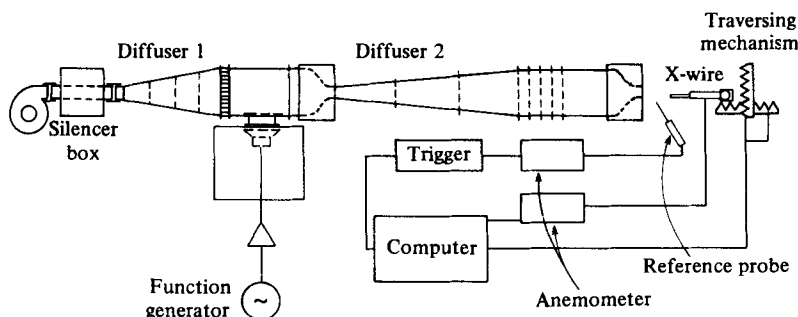 Traversing
mechanism
Diffuser 1
Diffuser 2
X-wire
Silencer
box
Trigger
Computer
Reference probe
Function
generator
~
Anemometer